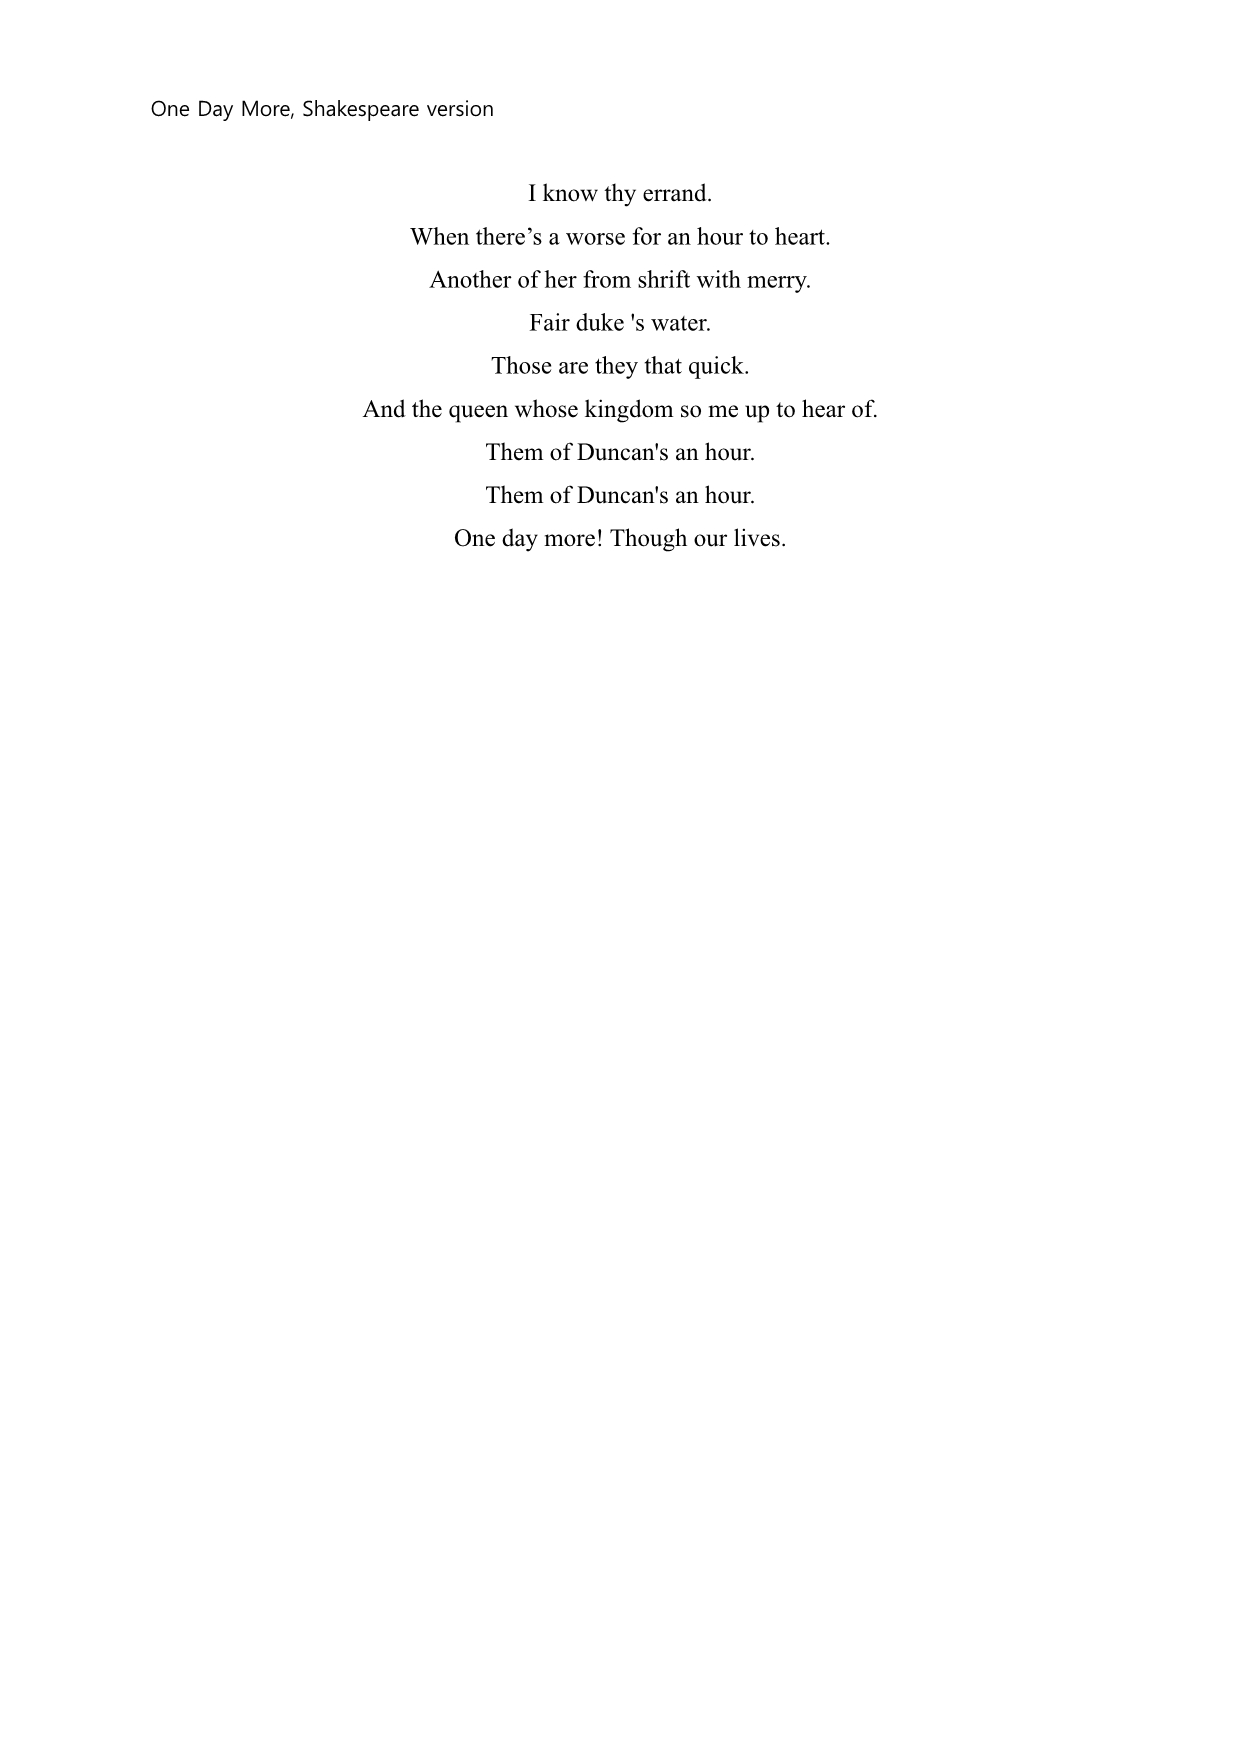 One Day More, Shakespeare version
I know thy errand.
When there’s a worse for an hour to heart.
Another of her from shrift with merry.
Fair duke 's water.
Those are they that quick.
And the queen whose kingdom so me up to hear of.
Them of Duncan's an hour.
Them of Duncan's an hour.
One day more! Though our lives.